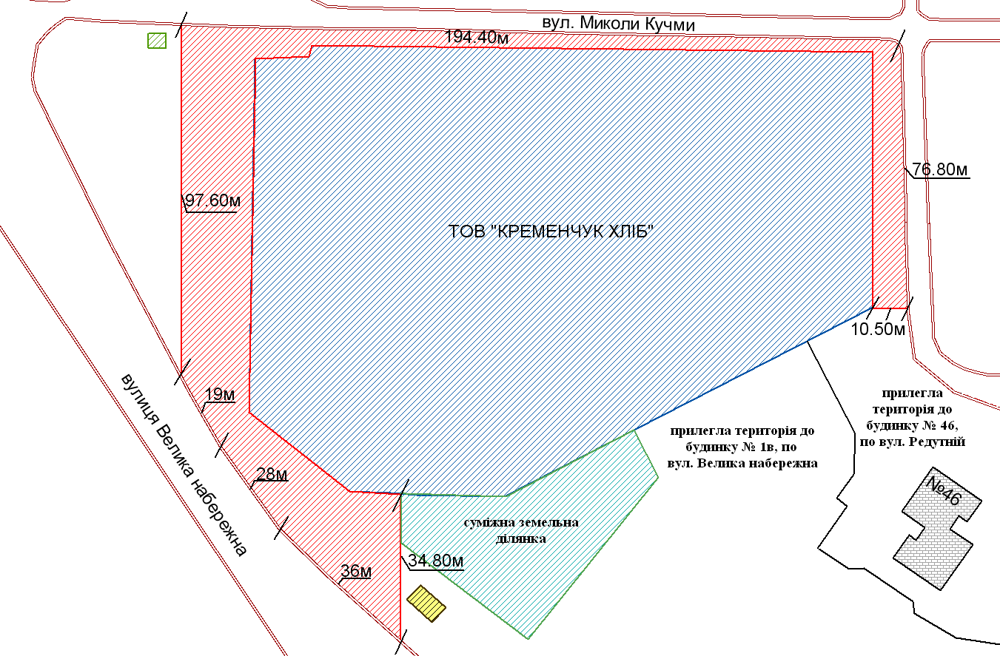 вул. Миколи Кучми
194.40м
76.80м
97.60м
ТОВ "КРЕМЕНЧУК ХЛІБ"
10.50м
19м
вулиця Велика набережна
28м
прилегла територія до
будинку № 1в, по
вул. Велика набережна
прилегла
територія до
будинку № 46,
по вул. Редутній
№46
суміжна земельна
ділянка
34.80м
36м